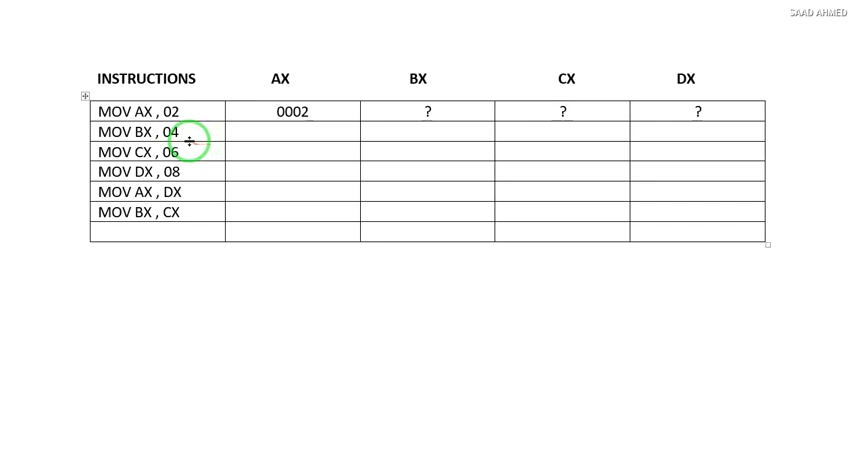 SAAD AHMED
INSTRUCTIONS AX BX CX DX
MOV AX , 02 0002 ? ? ?
MOV BX , 04
MOV CX , 06
MOV DX , 08
MOV AX , DX
MOV BX , CX